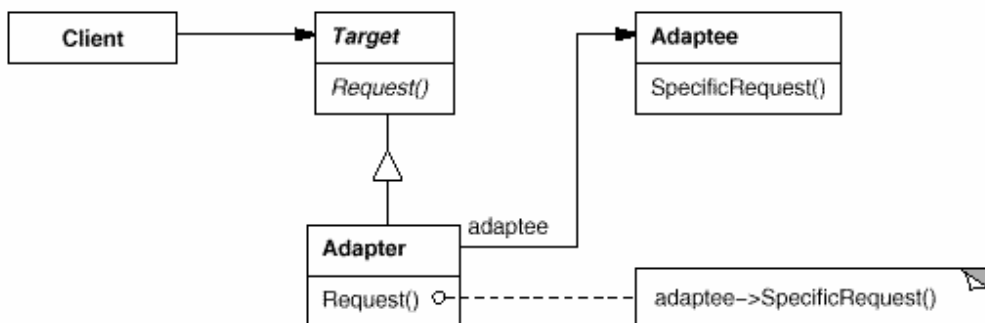 Client
Target
Adaptee
Request()
SpecificRequest()
adaptee
Adapter
Request()
adaptee->SpecificRequest()